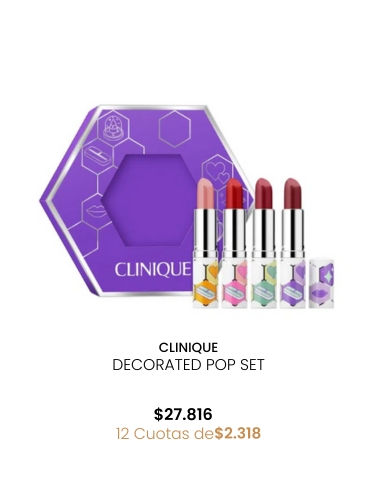 CLINIQUE
CLINIQUE
DECORATED POP SET
$27.816
12 Cuotas de$2.318